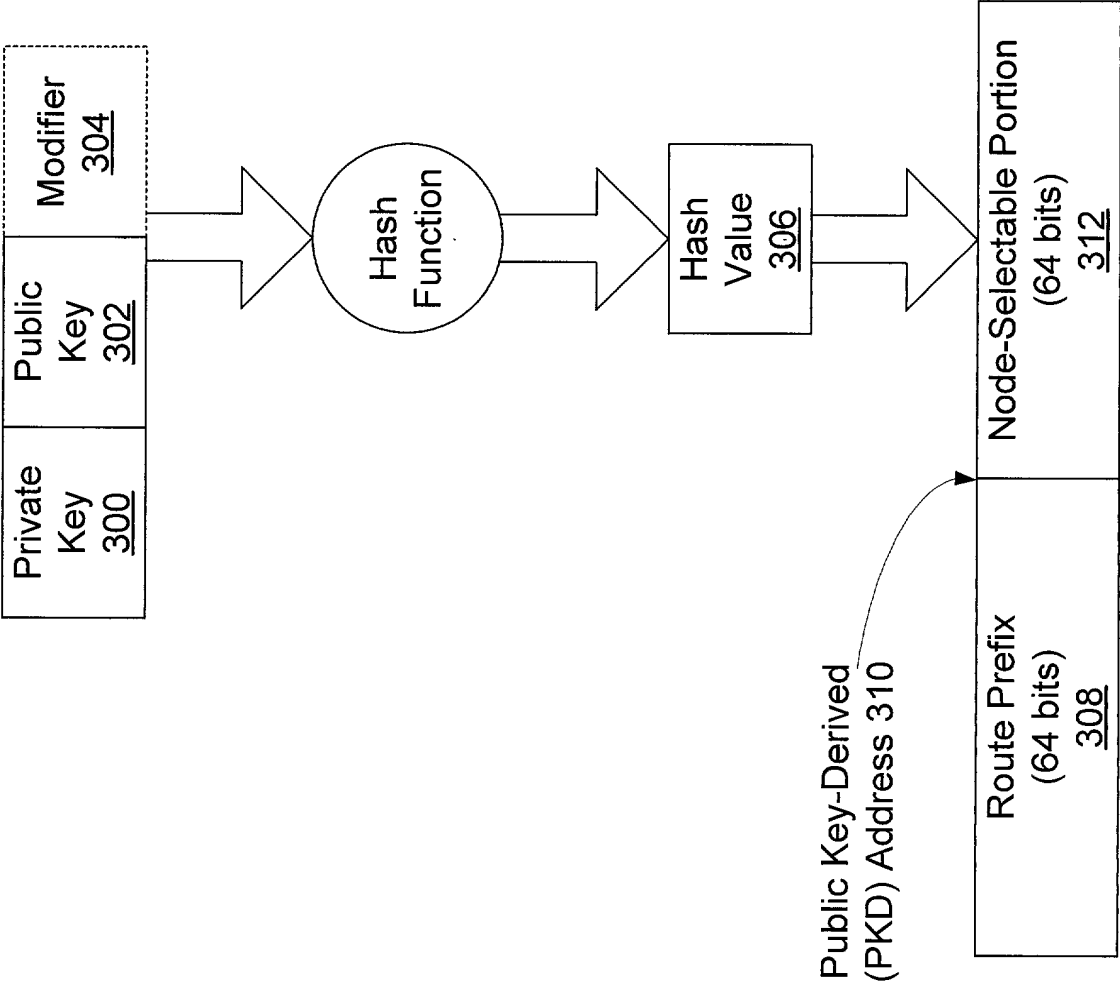 Private
Key
300
Public
Key
302
Modifier
304
Hash
Function
Hash
Value
306
Public Key-Derived
(PKD) Address 310
Route Prefix
(64 bits)
308
Node-Selectable Portion
(64 bits)
312